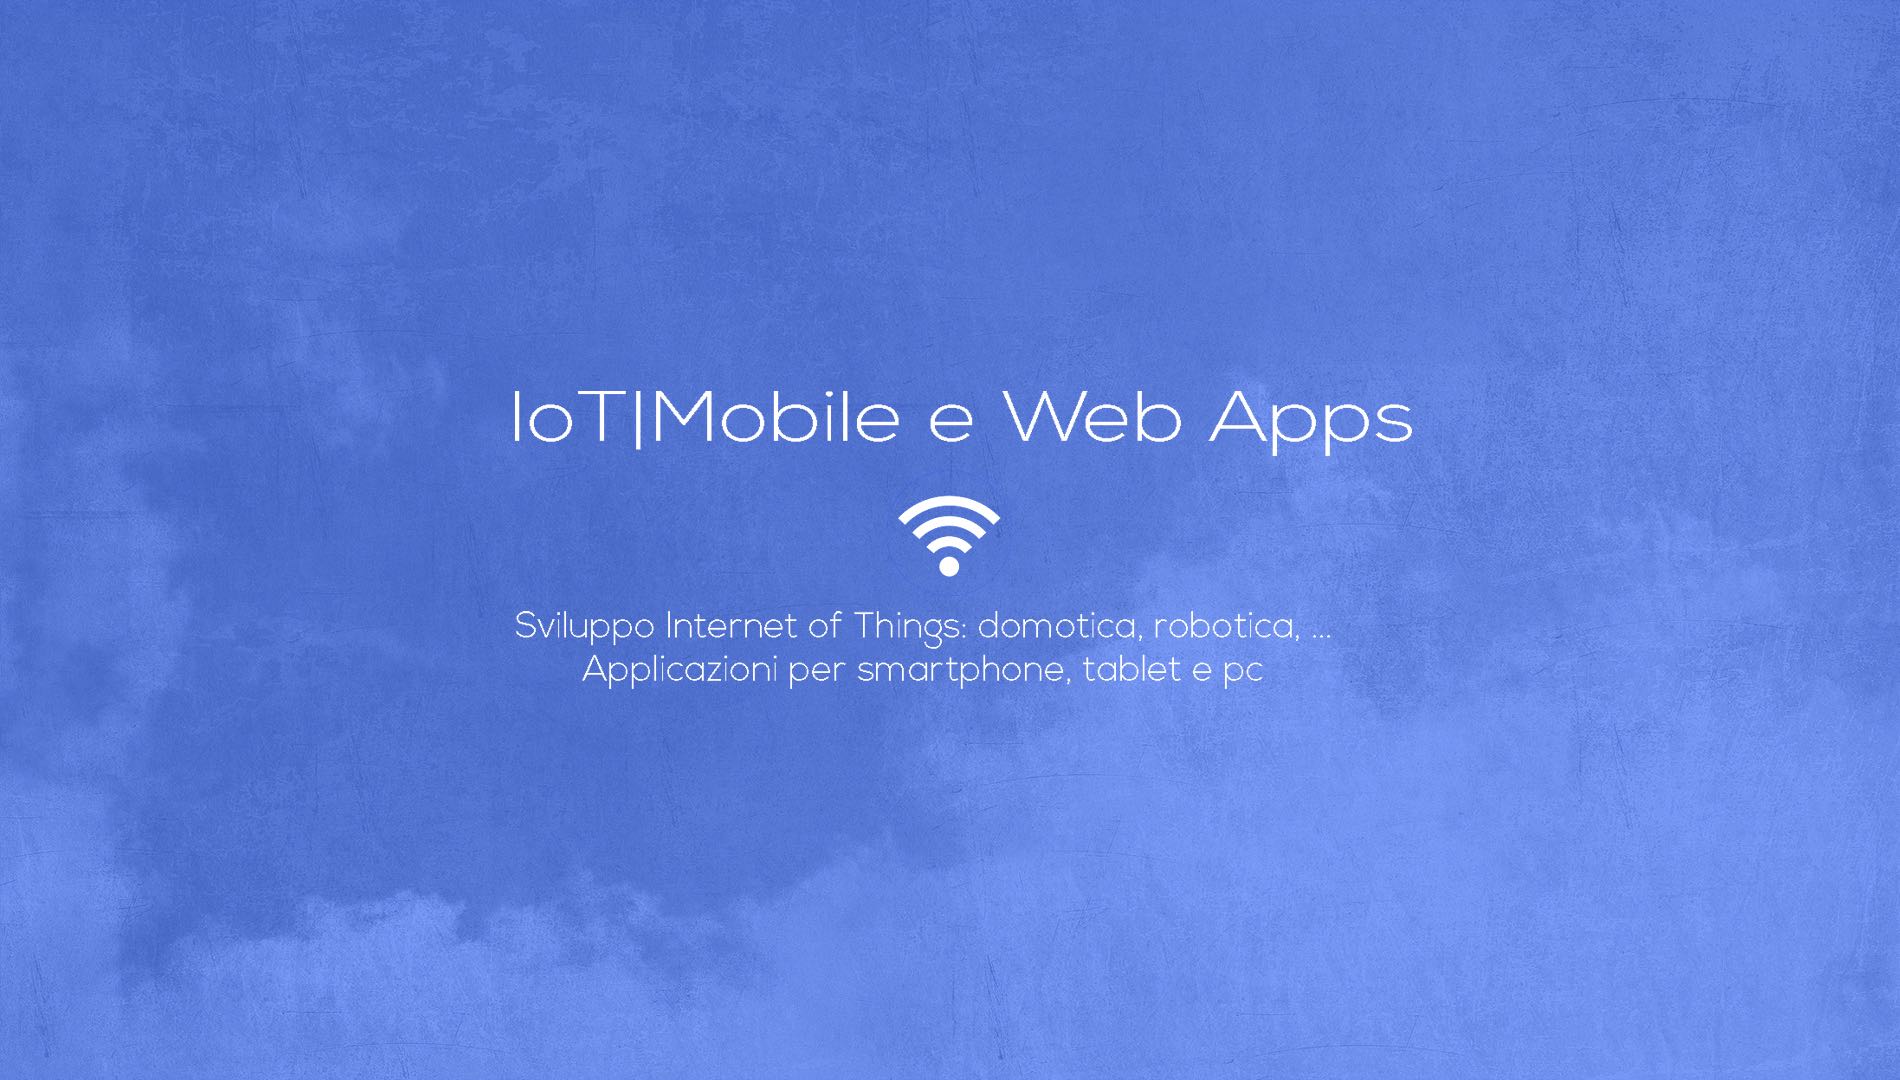 IoT|Mobile e Web Apps
Sviluppo Internet of Things: domotica, robotica, ...
Applicazioni per smartphone, tablet e pc